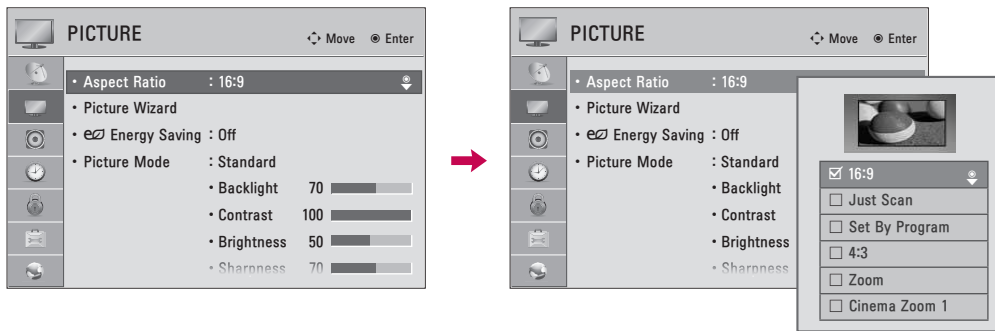 PICTURE
Move Enter
• Aspect Ratio : 16:9
• Picture Wizard
• Energy Saving : Off
• Picture Mode : Standard
• Backlight 70
• Contrast 100
• Brightness 50
• Sharpness 70
PICTURE
Move Enter
• Aspect Ratio : 16:9
• Picture Wizard
• Energy Saving : Off
• Picture Mode : Standard
• Backlight
• Contrast
• Brightness
• Sharpness
16:9
Just Scan
Set By Program
4:3
Zoom
Cinema Zoom 1